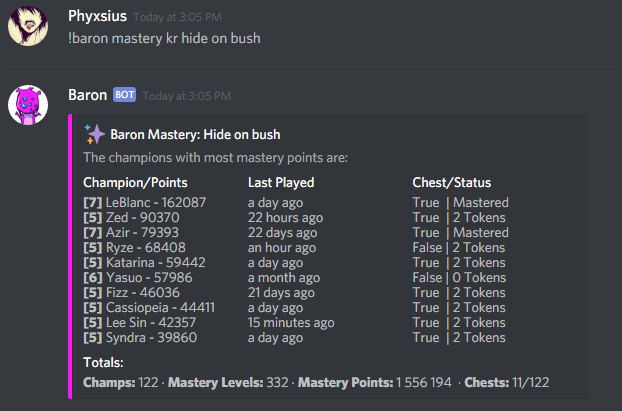 Phyxsius Today at 3:05 PM
!baron mastery kr hide on bush
Baron BOT Today at 3:05 PM
Baron Mastery: Hide on bush
The champions with most mastery points are:
Champion/Points Last Played Chest/Status
[7] LeBlanc - 162087 a day ago True | Mastered
[5] Zed - 90370 22 hours ago True | 2 Tokens
[7] Azir - 79393 22 days ago True | Mastered
[5] Ryze - 68408 an hour ago False | 2 Tokens
[5] Katarina - 59442 a day ago True | 2 Tokens
[6] Yasuo - 57986 a month ago False | 0 Tokens
[5] Fizz - 46036 21 days ago True | 2 Tokens
[5] Cassiopeia - 44411 a day ago True | 2 Tokens
[5] Lee Sin - 42357 15 minutes ago True | 2 Tokens
[5] Syndra - 39860 a day ago True | 2 Tokens
Totals:
Champs: 122 · Mastery Levels: 332 · Mastery Points: 1 556 194 · Chests: 11/122